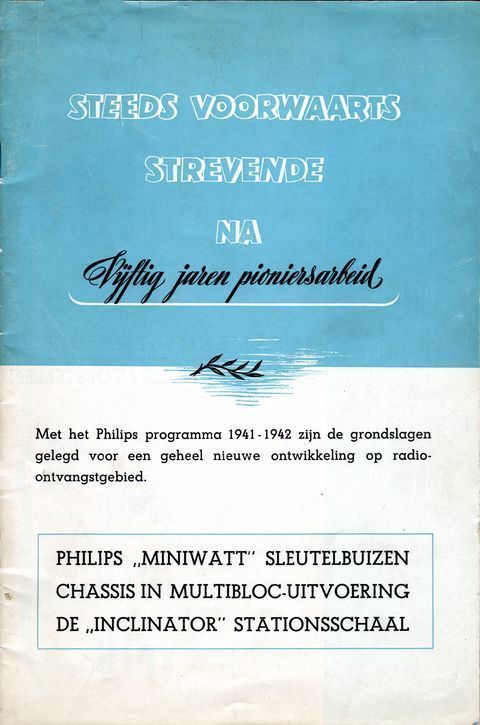 STEEDS VOORWAARTS
STREVENDE
NA
Vijftig jaren pioniersarbeid
Met het Philips programma 1941-1942 zijn de grondslagen
gelegd voor een geheel nieuwe ontwikkeling op radio-
ontvangstgebied.
PHILIPS „MINIWATT" SLEUTELBUIZEN
CHASSIS IN MULTIBLOC-UITVOERING
DE „INCLINATOR" STATIONSSCHAAL